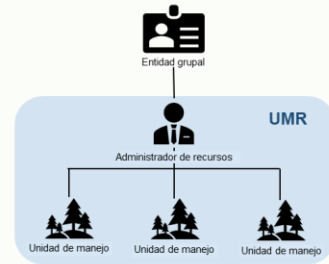 Entidad grupal
UMR
Administrador de recursos
Unidad de manejo
Unidad de manejo
Unidad de manejo